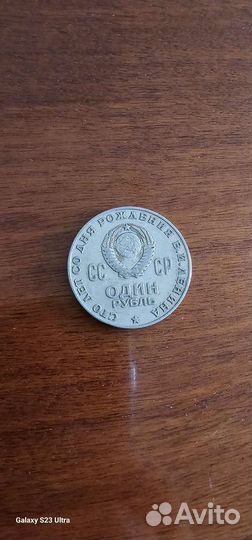 СТО ЛЕТ СО ДНЯ РОЖДЕНИЯ В.И.ЛЕНИНА
СС СР
ОДИН
РУБЛЬ
Galaxy S23 Ultra
Avito